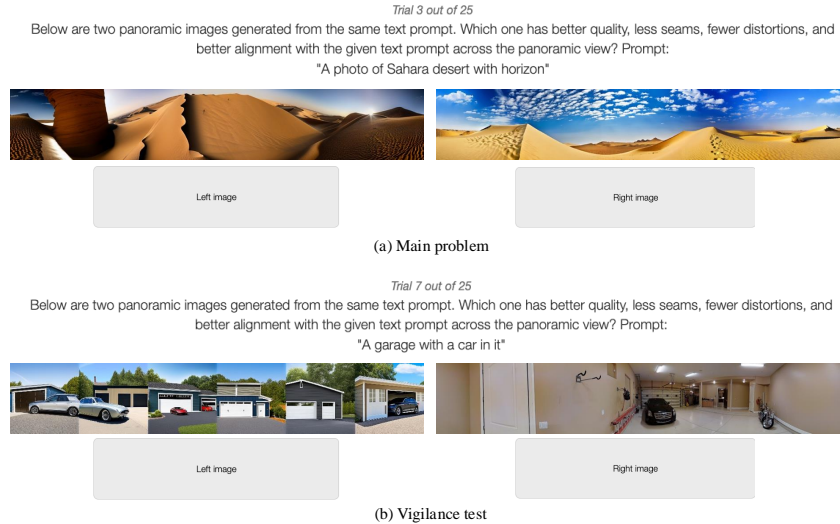 Trial 3 out of 25
Below are two panoramic images generated from the same text prompt. Which one has better quality, less seams, fewer distortions, and
better alignment with the given text prompt across the panoramic view? Prompt:
"A photo of Sahara desert with horizon"
Left image
Right image
(a) Main problem
Trial 7 out of 25
Below are two panoramic images generated from the same text prompt. Which one has better quality, less seams, fewer distortions, and
better alignment with the given text prompt across the panoramic view? Prompt:
"A garage with a car in it"
Left image
Right image
(b) Vigilance test